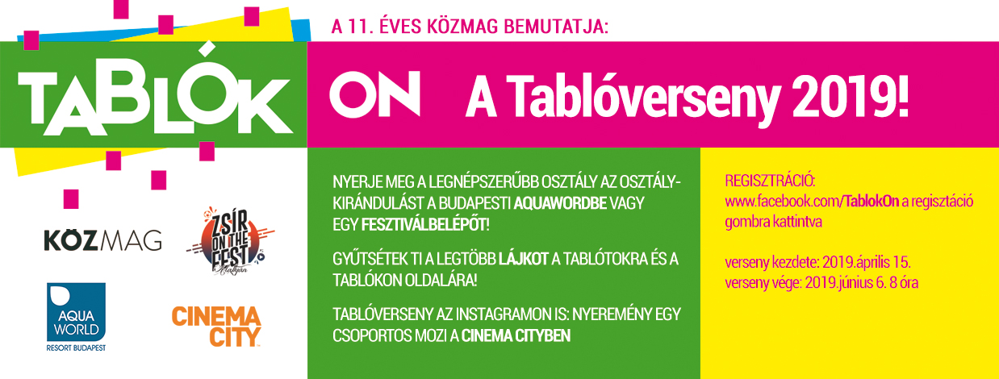 A 11. ÉVES KÖZMAG BEMUTATJA:
TABLÓK
ON A Tablóverseny 2019!
NYERJE MEG A LEGNÉPSZERŰBB OSZTÁLY AZ OSZTÁLY-
KIRÁNDULÁST A BUDAPESTI AQUAWORDBE VAGY
EGY FESZTIVÁLBELÉPŐT!
GYŰTSÉTEK TI A LEGTÖBB LÁJKOT A TABLÓTOKRA ÉS A
TABLÓKON OLDALÁRA!
TABLÓVERSENY AZ INSTAGRAMON IS: NYEREMÉNY EGY
CSOPORTOS MOZI A CINEMA CITYBEN
REGISZTRÁCIÓ:
www.facebook.com/TablokOn a regisztáció
gombra kattintva
verseny kezdete: 2019.április 15.
verseny vége: 2019.június 6. 8 óra
KÖZMAG
ZSÍR
ON THE
FEST
Alattyán
AQUA
WORLD
RESORT BUDAPEST
CINEMA
CITY